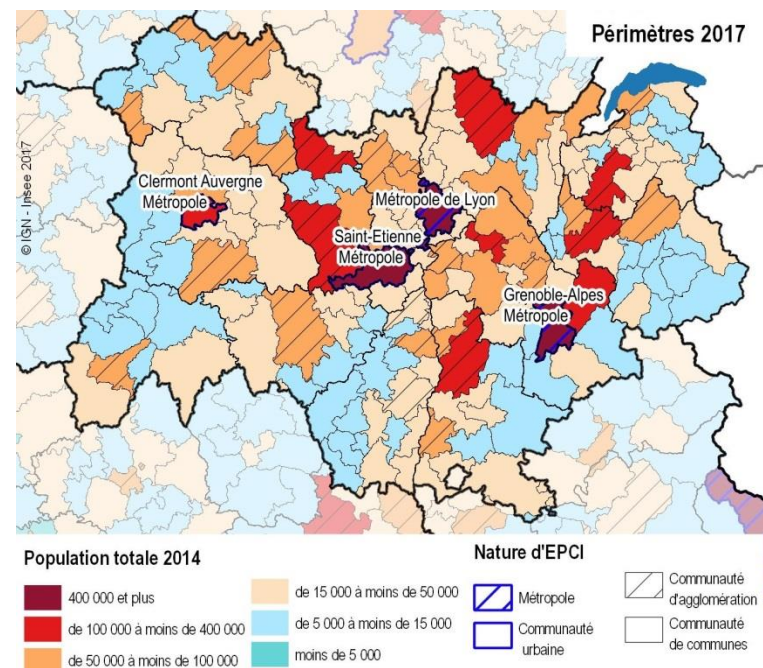 Périmètres 2017
© IGN - Insee 2017
Clermont Auvergne
Métropole
Métropole de Lyon
Saint-Etienne
Métropole
Grenoble-Alpes
Métropole
Population totale 2014
400 000 et plus
de 100 000 à moins de 400 000
de 50 000 à moins de 100 000
de 15 000 à moins de 50 000
de 5 000 à moins de 15 000
moins de 5 000
Nature d'EPCI
Métropole
Communauté
urbaine
Communauté
d'agglomération
Communauté
de communes